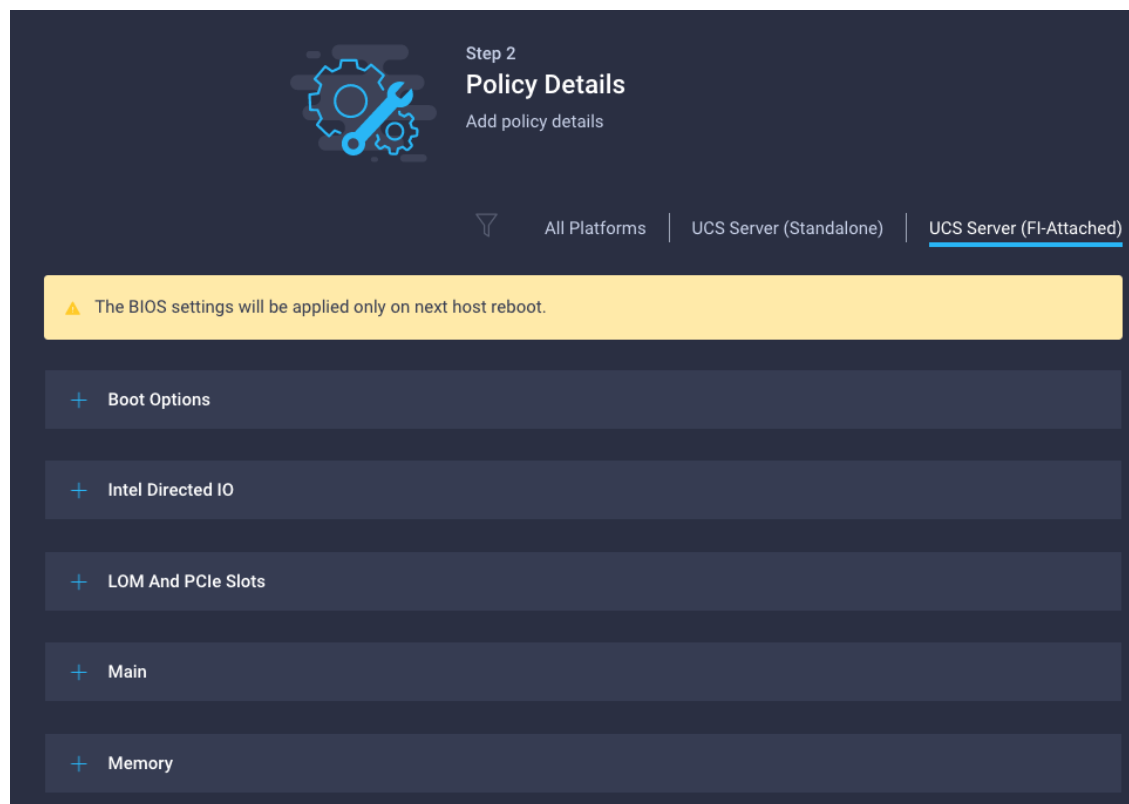 Step 2
Policy Details
Add policy details
All Platforms
UCS Server (Standalone)
UCS Server (FI-Attached)
The BIOS settings will be applied only on next host reboot.
Boot Options
Intel Directed IO
LOM And PCIe Slots
Main
Memory